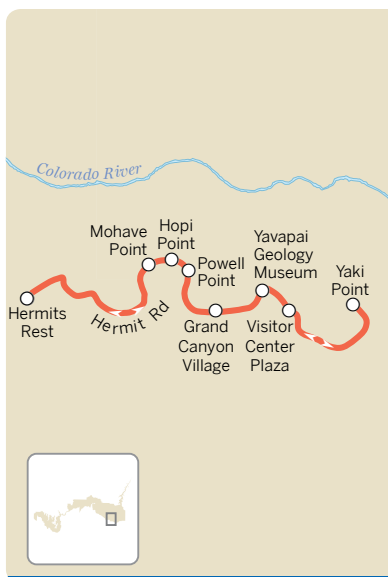 Colorado River
Mohave
Point
Hopi
Point
Powell
Point
Yavapai
Geology
Museum
Yaki
Point
Hermits
Rest
Hermit Rd
Grand
Canyon
Village
Visitor
Center
Plaza